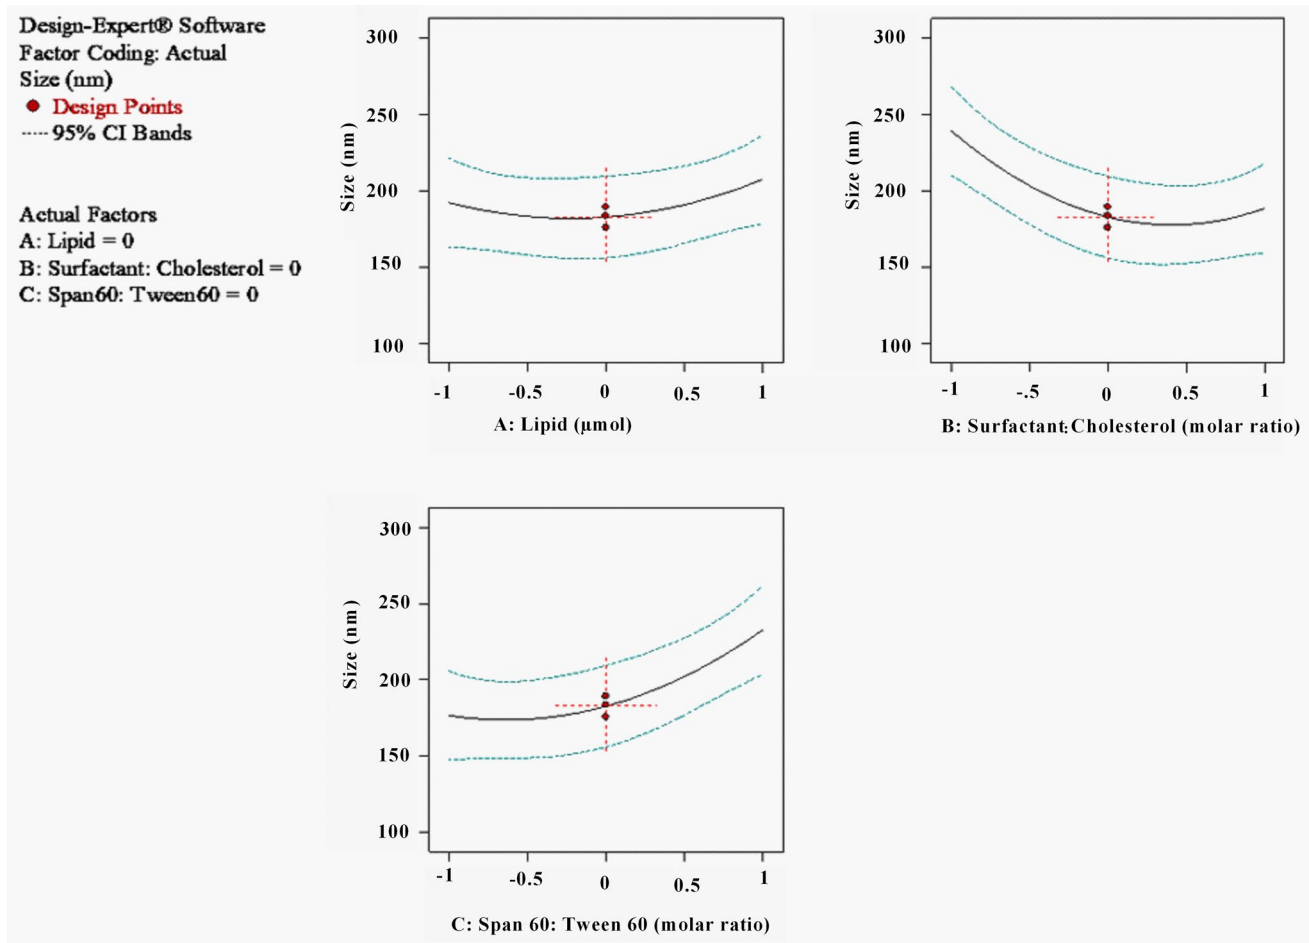 Design-Expert® Software
Factor Coding: Actual
Size (nm)
Design Points
95% CI Bands
Actual Factors
A: Lipid = 0
B: Surfactant: Cholesterol = 0
C: Span60: Tween60 = 0
300
250
200
150
100
Size (nm)
-1
-0.5
0
0.5
1
A: Lipid (µmol)
300
250
200
150
100
Size (nm)
-1
-.5
0
0.5
1
B: Surfactant:Cholesterol (molar ratio)
300
250
200
150
100
Size (nm)
-1
-0.5
0
0.5
1
C: Span 60: Tween 60 (molar ratio)